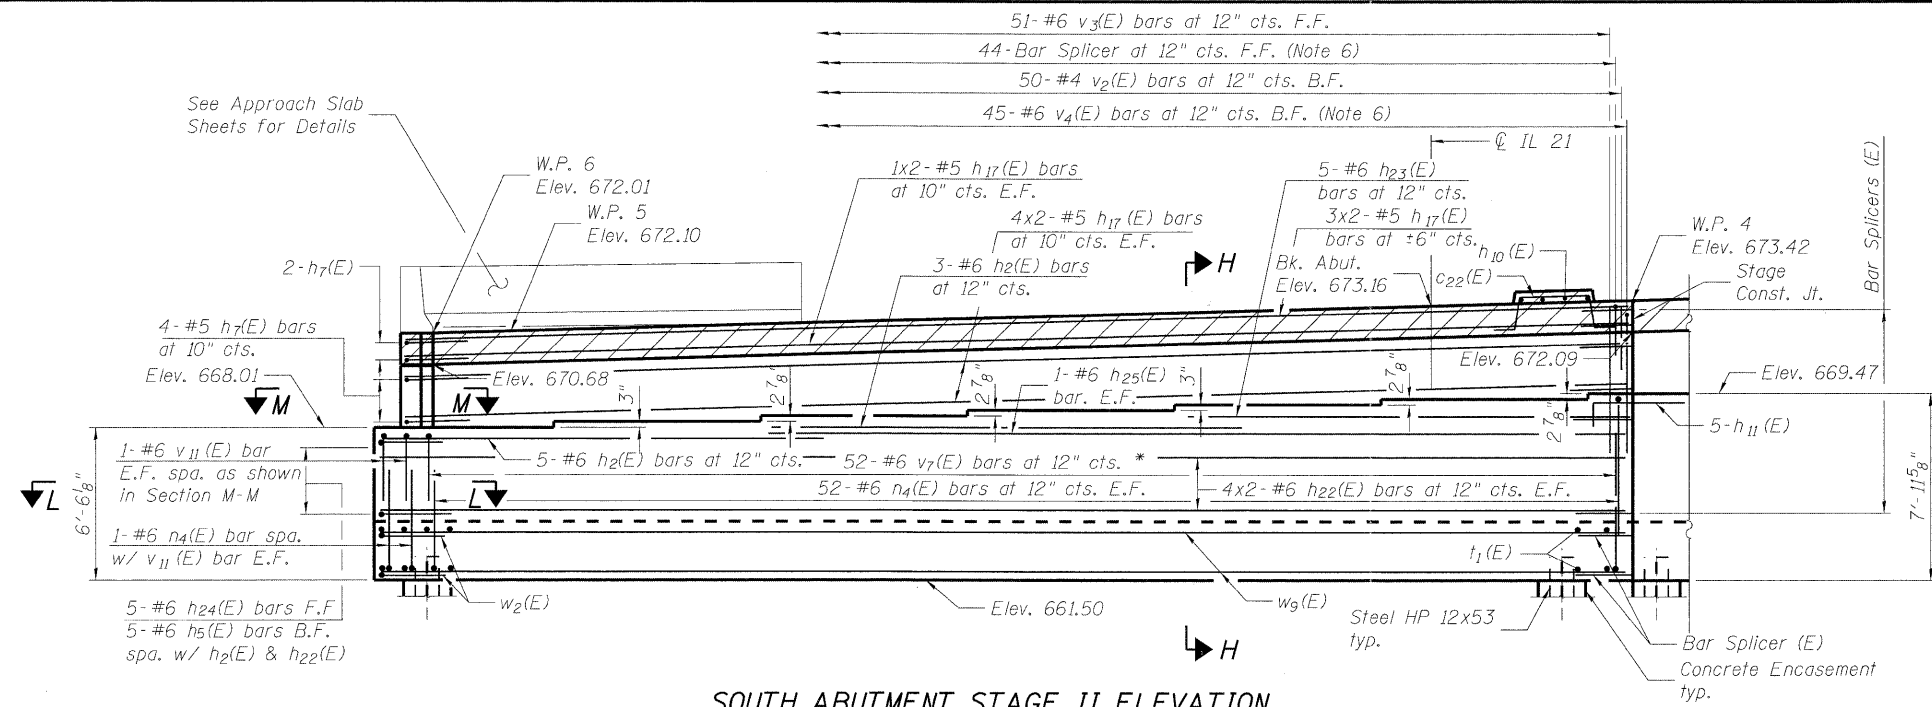 51-#6 v3(E) bars at 12" cts. F.F.
44-Bar Splicer at 12" cts. F.F. (Note 6)
50-#4 v2(E) bars at 12" cts. B.F.
45-#6 v4(E) bars at 12" cts. B.F. (Note 6)
See Approach Slab
Sheets for Details
℄ IL 21
W.P. 6
Elev. 672.01
W.P. 5
Elev. 672.10
1x2-#5 h17(E) bars
at 10" cts. E.F.
4x2-#5 h17(E) bars
at 10" cts. E.F.
3-#6 h2(E) bars
at 12" cts.
5-#6 h23(E)
bars at 12" cts.
3x2-#5 h17(E)
bars at ±6" cts.
Bk. Abut.
Elev. 673.16
h10(E)
c22(E)
W.P. 4
Elev. 673.42
Stage
Const. Jt.
Bar Splicers (E)
H
2-h7(E)
4-#5 h7(E) bars
at 10" cts.
Elev. 668.01
M
M
Elev. 670.68
3"
2 7/8"
1-#6 h25(E)
bar. E.F.
2 7/8"
3"
2 7/8"
2 7/8"
Elev. 672.09
Elev. 669.47
5-h11(E)
1-#6 v11(E) bar
E.F. spa. as shown
in Section M-M
5-#6 h2(E) bars at 12" cts.
52-#6 v7(E) bars at 12" cts. *
L
L
52-#6 n4(E) bars at 12" cts. E.F.
4x2-#6 h22(E) bars at 12" cts. E.F.
6'-6 1/8"
7'-11 5/8"
1-#6 n4(E) bar spa.
w/ v11(E) bar E.F.
t1(E)
5-#6 h24(E) bars F.F
5-#6 h5(E) bars B.F.
spa. w/ h2(E) & h22(E)
w2(E)
Elev. 661.50
w9(E)
Steel HP 12x53
typ.
H
Bar Splicer (E)
Concrete Encasement
typ.
SOUTH ABUTMENT STAGE II ELEVATION